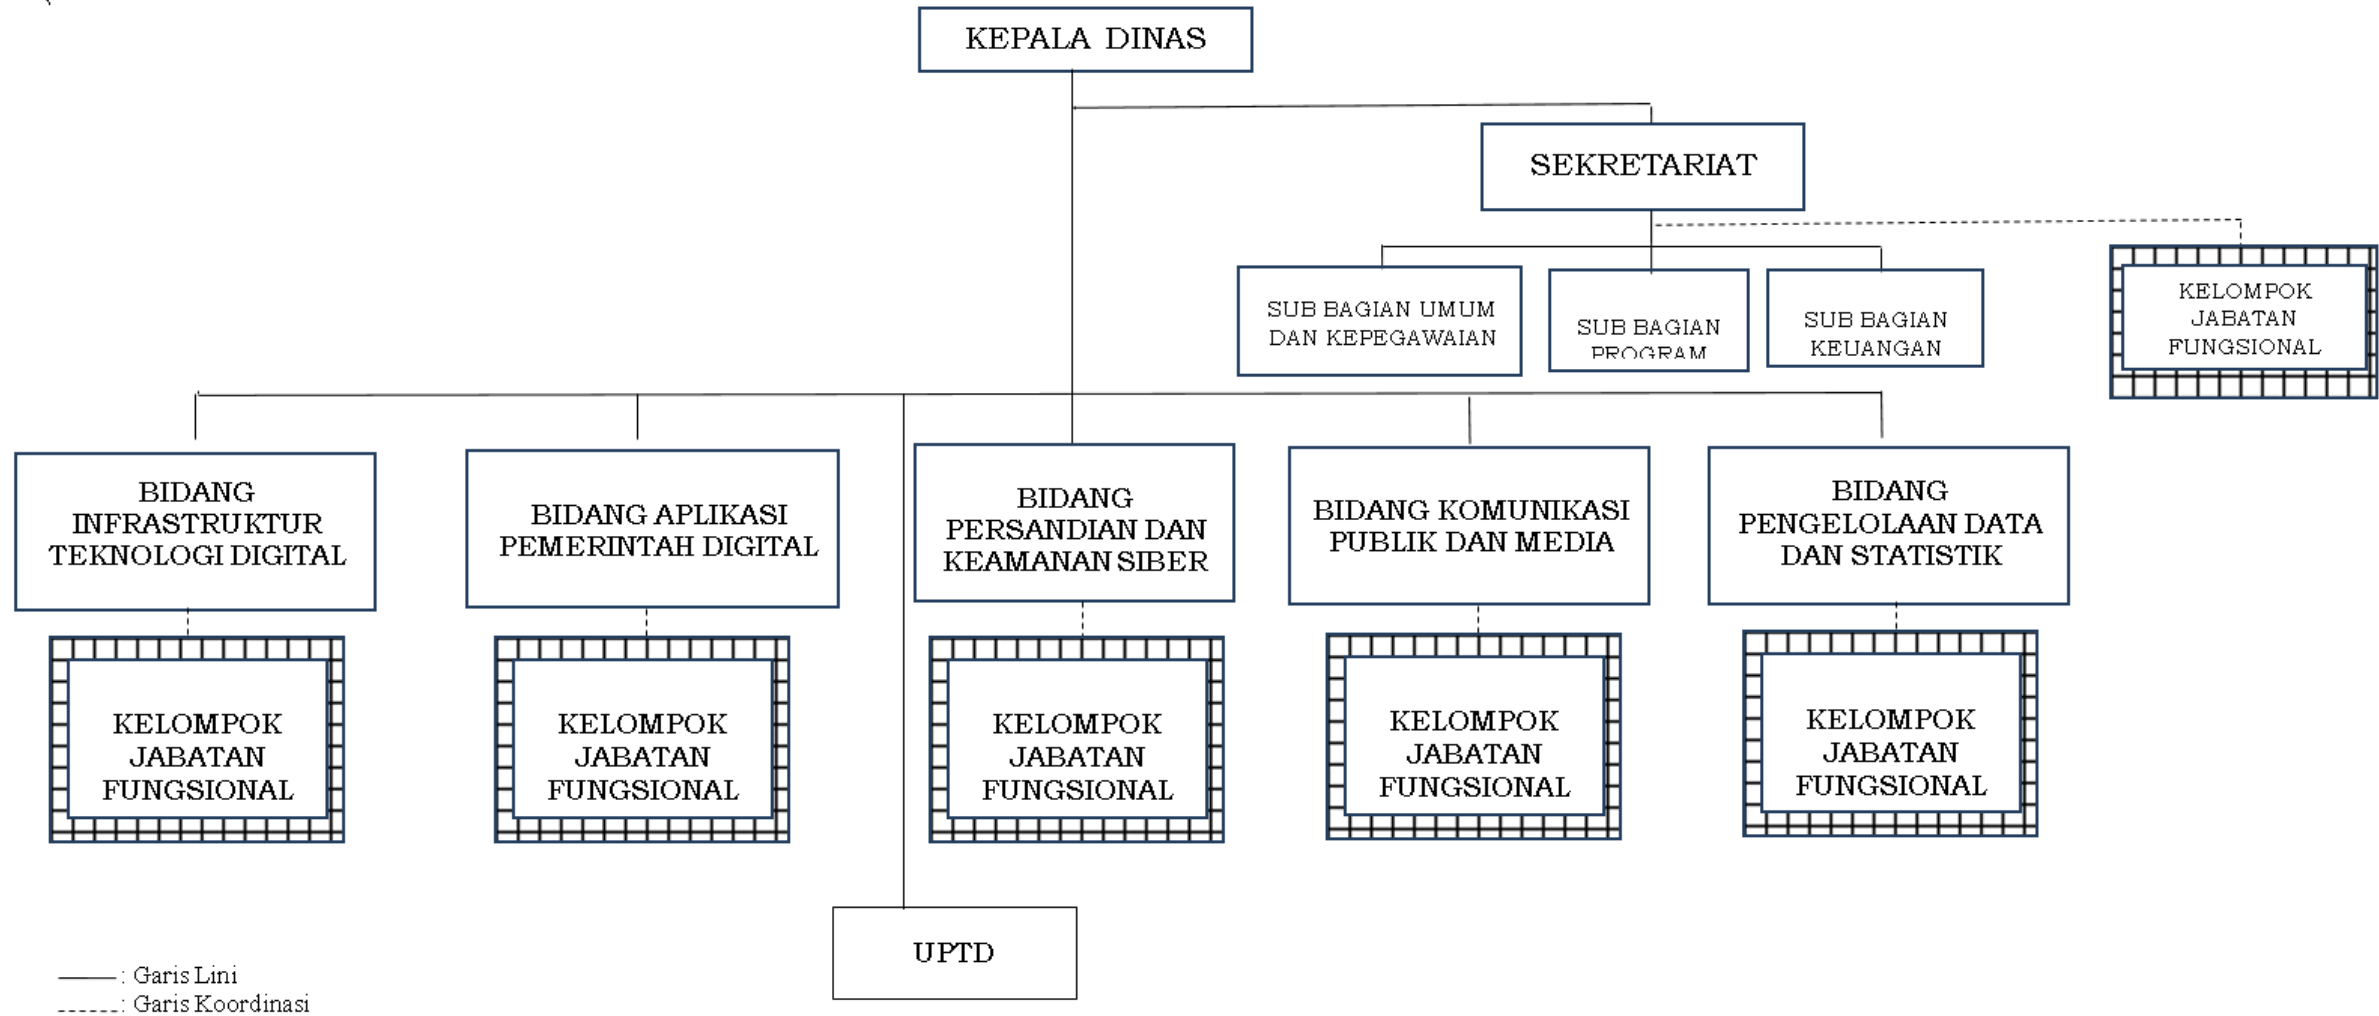 KEPALA DINAS
SEKRETARIAT
SUB BAGIAN UMUM
DAN KEPEGAWAIAN
SUB BAGIAN
PROGRAM
SUB BAGIAN
KEUANGAN
KELOMPOK
JABATAN
FUNGSIONAL
BIDANG
INFRASTRUKTUR
TEKNOLOGI DIGITAL
BIDANG APLIKASI
PEMERINTAH DIGITAL
BIDANG
PERSANDIAN DAN
KEAMANAN SIBER
BIDANG KOMUNIKASI
PUBLIK DAN MEDIA
BIDANG
PENGELOLAAN DATA
DAN STATISTIK
KELOMPOK
JABATAN
FUNGSIONAL
KELOMPOK
JABATAN
FUNGSIONAL
KELOMPOK
JABATAN
FUNGSIONAL
KELOMPOK
JABATAN
FUNGSIONAL
KELOMPOK
JABATAN
FUNGSIONAL
UPTD
: Garis Lini
: Garis Koordinasi